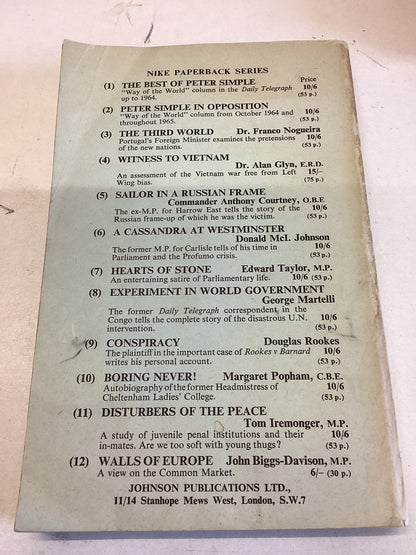 NIKE PAPERBACK SERIES
(1) THE BEST OF PETER SIMPLE Price
"Way of the World" column in the Daily Telegraph 10/6
up to 1964. (53 p.)
(2) PETER SIMPLE IN OPPOSITION
"Way of the World" column from October 1964 and 10/6
throughout 1965. (53 p.)
(3) THE THIRD WORLD Dr. Franco Nogueira
Portugal's Foreign Minister examines the pretensions 10/6
of the new nations. (53 p.)
(4) WITNESS TO VIETNAM
Dr. Alan Glyn, E.R.D.
An assessment of the Vietnam war free from Left 15/-
Wing bias. (75 p.)
(5) SAILOR IN A RUSSIAN FRAME
Commander Anthony Courtney, O.B.E
The ex-M.P. for Harrow East tells the story of the 10/6
Russian frame-up of which he was the victim. (53 p.)
(6) A CASSANDRA AT WESTMINSTER
Donald McI. Johnson
The former M.P. for Carlisle tells of his time in 10/6
Parliament and the Profumo crisis. (53 p.)
(7) HEARTS OF STONE Edward Taylor, M.P.
An entertaining satire of Parliamentary life. 10/6 (53 p.)
(8) EXPERIMENT IN WORLD GOVERNMENT
George Martelli
The former Daily Telegraph correspondent in the
Congo tells the complete story of the disastrous U.N. 10/6
intervention. (53 p.)
(9) CONSPIRACY Douglas Rookes
The plaintiff in the important case of Rookes v Barnard 10/6
writes his personal account. (53 p.)
(10) BORING NEVER! Margaret Popham, C.B.E.
Autobiography of the former Headmistress of 10/6
Cheltenham Ladies' College. (53 p.)
(11) DISTURBERS OF THE PEACE
Tom Iremonger, M.P.
A study of juvenile penal institutions and their 10/6
in-mates. Are we too soft with young thugs? (53 p.)
(12) WALLS OF EUROPE John Biggs-Davison, M.P.
A view on the Common Market. 6/- (30 p.)
JOHNSON PUBLICATIONS LTD.,
11/14 Stanhope Mews West, London, S.W.7